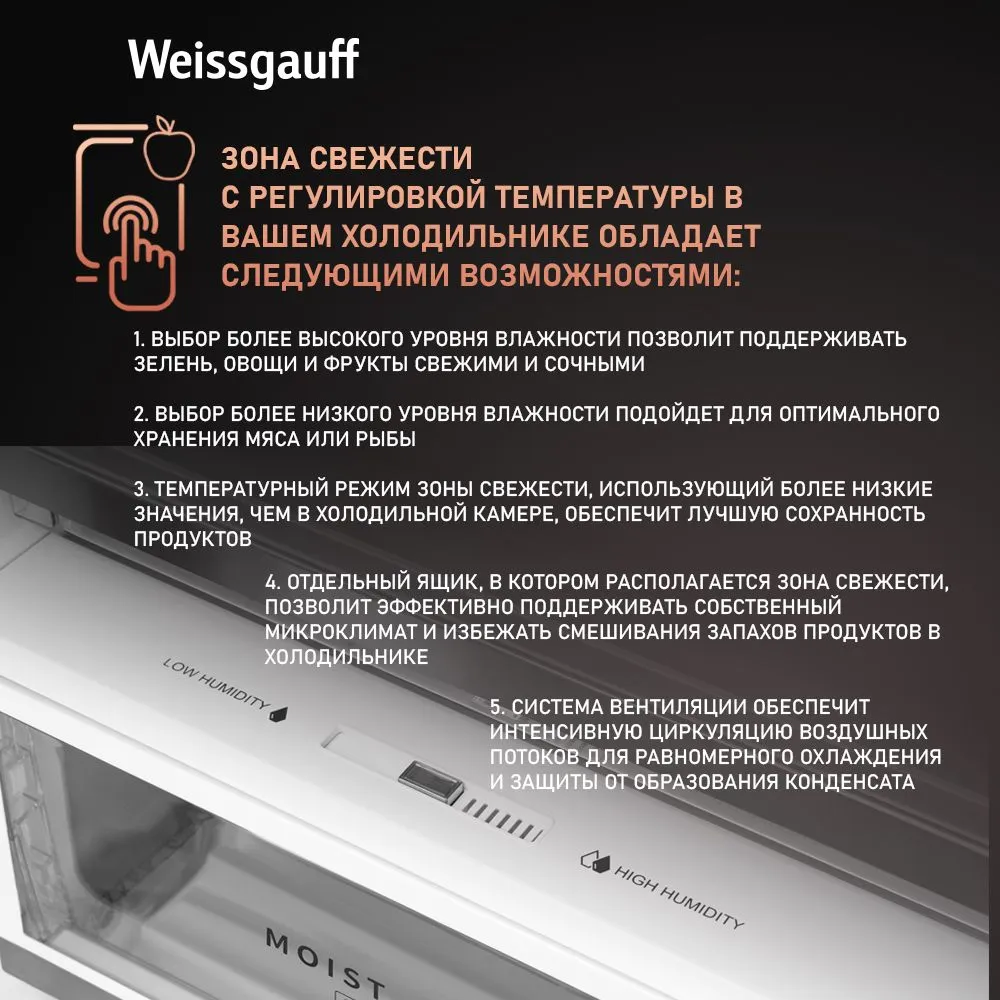 Weissgauff
ЗОНА СВЕЖЕСТИ
С РЕГУЛИРОВКОЙ ТЕМПЕРАТУРЫ В
ВАШЕМ ХОЛОДИЛЬНИКЕ ОБЛАДАЕТ
СЛЕДУЮЩИМИ ВОЗМОЖНОСТЯМИ:
1. ВЫБОР БОЛЕЕ ВЫСОКОГО УРОВНЯ ВЛАЖНОСТИ ПОЗВОЛИТ ПОДДЕРЖИВАТЬ
ЗЕЛЕНЬ, ОВОЩИ И ФРУКТЫ СВЕЖИМИ И СОЧНЫМИ
2. ВЫБОР БОЛЕЕ НИЗКОГО УРОВНЯ ВЛАЖНОСТИ ПОДОЙДЕТ ДЛЯ ОПТИМАЛЬНОГО
ХРАНЕНИЯ МЯСА ИЛИ РЫБЫ
3. ТЕМПЕРАТУРНЫЙ РЕЖИМ ЗОНЫ СВЕЖЕСТИ, ИСПОЛЬЗУЮЩИЙ БОЛЕЕ НИЗКИЕ
ЗНАЧЕНИЯ, ЧЕМ В ХОЛОДИЛЬНОЙ КАМЕРЕ, ОБЕСПЕЧИТ ЛУЧШУЮ СОХРАННОСТЬ
ПРОДУКТОВ
4. ОТДЕЛЬНЫЙ ЯЩИК, В КОТОРОМ РАСПОЛАГАЕТСЯ ЗОНА СВЕЖЕСТИ,
ПОЗВОЛИТ ЭФФЕКТИВНО ПОДДЕРЖИВАТЬ СОБСТВЕННЫЙ
МИКРОКЛИМАТ И ИЗБЕЖАТЬ СМЕШИВАНИЯ ЗАПАХОВ ПРОДУКТОВ В
ХОЛОДИЛЬНИКЕ
5. СИСТЕМА ВЕНТИЛЯЦИИ ОБЕСПЕЧИТ
ИНТЕНСИВНУЮ ЦИРКУЛЯЦИЮ ВОЗДУШНЫХ
ПОТОКОВ ДЛЯ РАВНОМЕРНОГО ОХЛАЖДЕНИЯ
И ЗАЩИТЫ ОТ ОБРАЗОВАНИЯ КОНДЕНСАТА
LOW HUMIDITY
HIGH HUMIDITY
MOIST